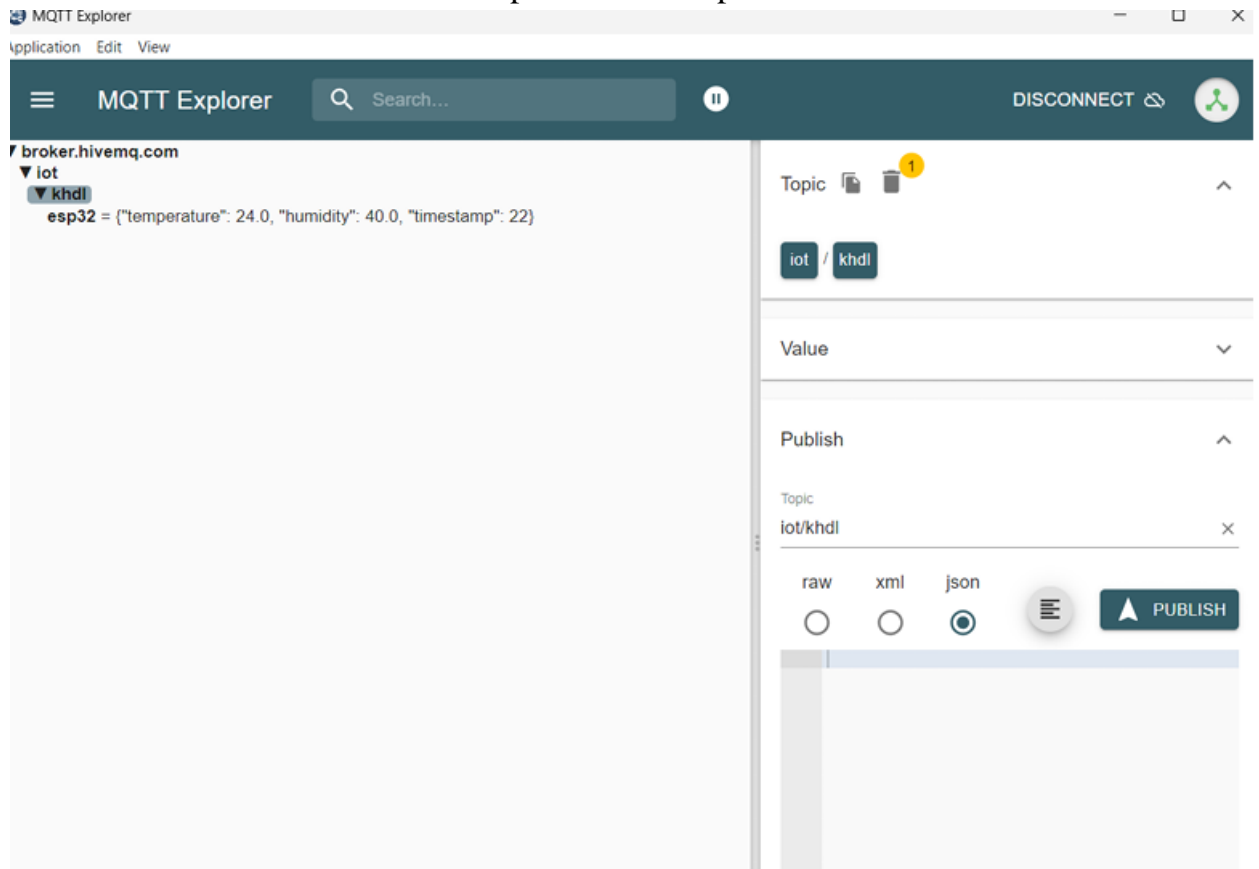 MQTT Explorer
Application Edit View
MQTT Explorer
Search...
DISCONNECT
broker.hivemq.com
iot
khdl
esp32 = {"temperature": 24.0, "humidity": 40.0, "timestamp": 22}
Topic
1
iot / khdl
Value
Publish
Topic
iot/khdl
raw xml json
PUBLISH